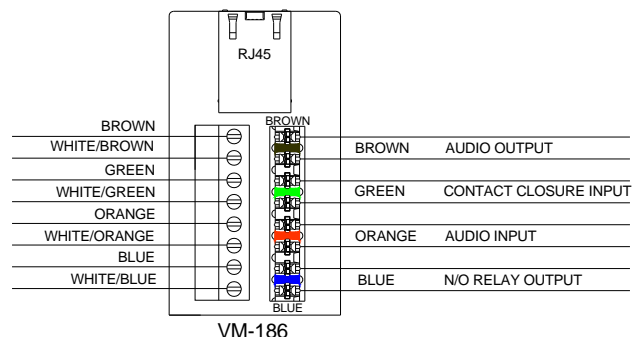 RJ45
BROWN
BROWN
WHITE/BROWN
BROWN AUDIO OUTPUT
GREEN
WHITE/GREEN
GREEN CONTACT CLOSURE INPUT
ORANGE
WHITE/ORANGE
ORANGE AUDIO INPUT
BLUE
WHITE/BLUE
BLUE N/O RELAY OUTPUT
BLUE
VM-186